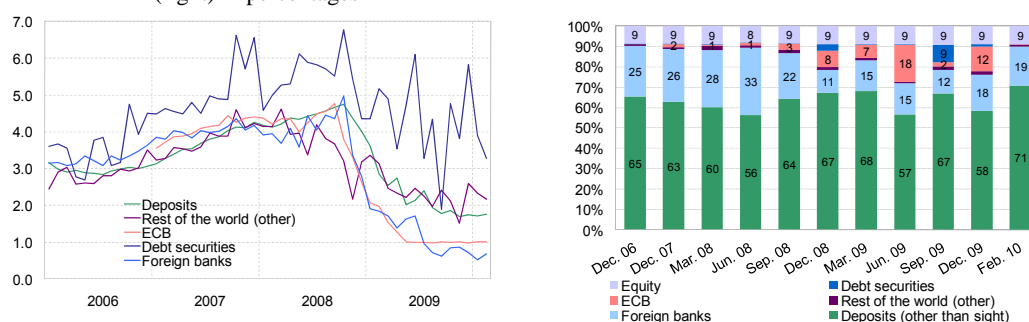 (right) in percentages
7.0
6.0
5.0
4.0
3.0
2.0
1.0
0.0
Deposits
Rest of the world (other)
ECB
Debt securities
Foreign banks
2006 2007 2008 2009
100%
90%
80%
70%
60%
50%
40%
30%
20%
10%
0%
9 9 9 8 9 9 9 9 9 9 9
2 1 1 3 8 7 18 9 2 12
25 26 28 33 22 11 15 15 12 18 19
65 63 60 56 64 67 68 57 67 58 71
Dec. 06 Dec. 07 Mar. 08 Jun. 08 Sep. 08 Dec. 08 Mar. 09 Jun. 09 Sep. 09 Dec. 09 Feb. 10
Equity Debt securities
ECB Rest of the world (other)
Foreign banks Deposits (other than sight)